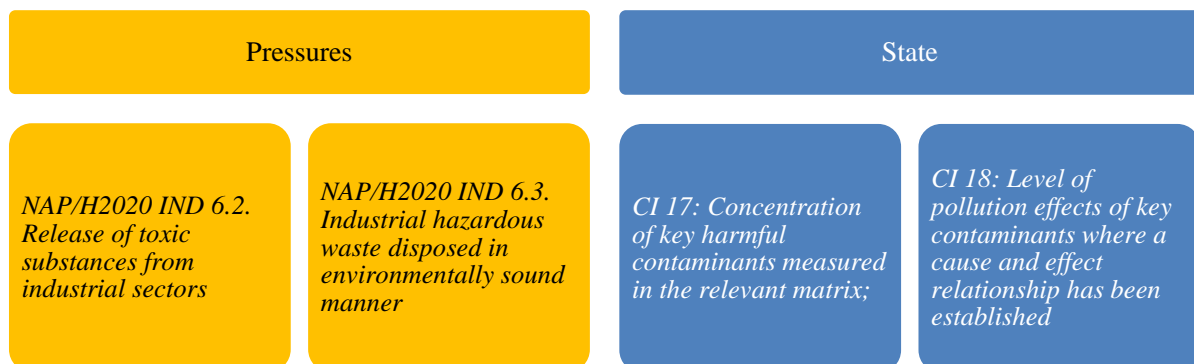 Pressures
State
NAP/H2020 IND 6.2.
Release of toxic
substances from
industrial sectors
NAP/H2020 IND 6.3.
Industrial hazardous
waste disposed in
environmentally sound
manner
CI 17: Concentration
of key harmful
contaminants measured
in the relevant matrix;
CI 18: Level of
pollution effects of key
contaminants where a
cause and effect
relationship has been
established